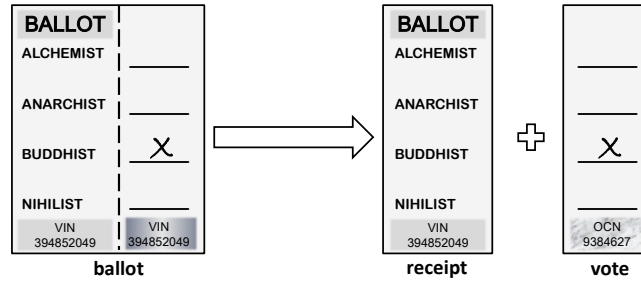 BALLOT
ALCHEMIST
ANARCHIST
BUDDHIST X
NIHILIST
VIN
394852049
VIN
394852049
ballot
BALLOT
ALCHEMIST
ANARCHIST
BUDDHIST
NIHILIST
VIN
394852049
receipt
X
OCN
9384627
vote